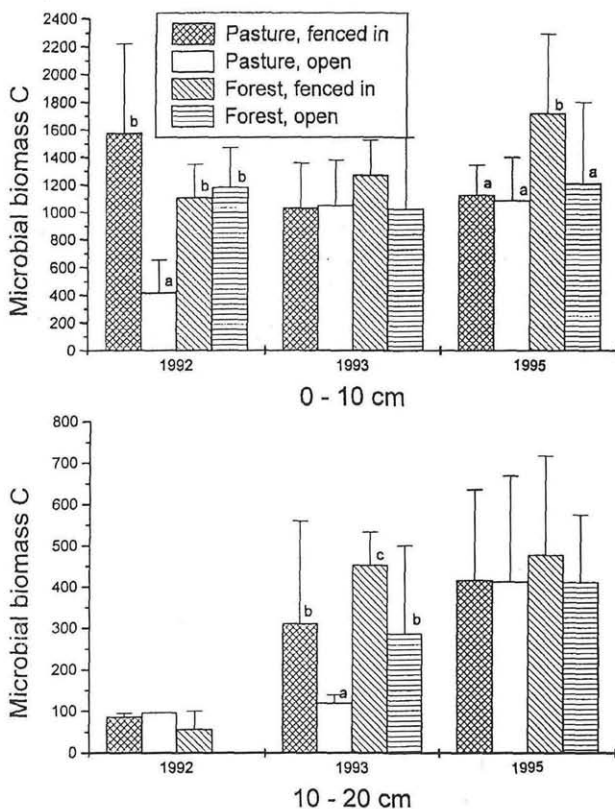 Microbial biomass C
2400
2200
2000
1800
1600
1400
1200
1000
800
600
400
200
0
Pasture, fenced in
Pasture, open
Forest, fenced in
Forest, open
b
a
b
b
a
a
b
a
1992
1993
1995
0 - 10 cm
Microbial biomass C
800
700
600
500
400
300
200
100
0
b
a
c
b
1992
1993
1995
10 - 20 cm